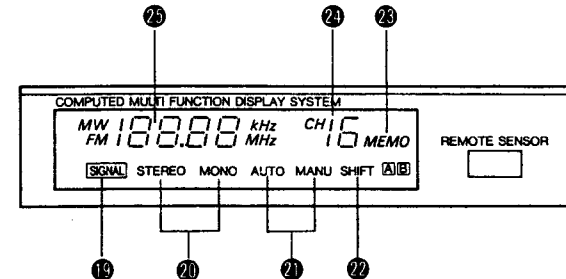 25 24 23
COMPUTED MULTI FUNCTION DISPLAY SYSTEM
MW 188.88 kHz CH 16 MEMO
FM MHz
REMOTE SENSOR
SIGNAL STEREO MONO AUTO MANU SHIFT A B
19 20 21 22